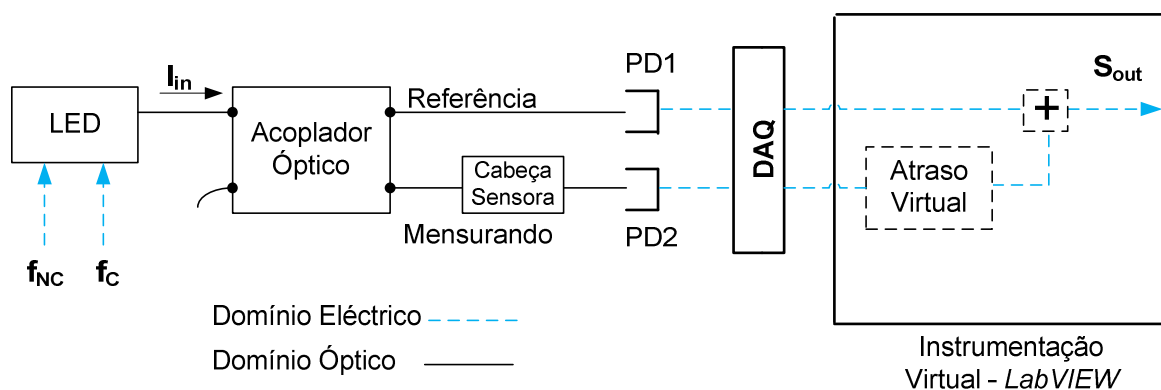 LED
I_in
f_NC
f_C
Acoplador
Óptico
Referência
Cabeça
Sensora
Mensurando
PD1
PD2
DAQ
Atraso
Virtual
+
S_out
Instrumentação
Virtual - LabVIEW
Domínio Eléctrico
Domínio Óptico